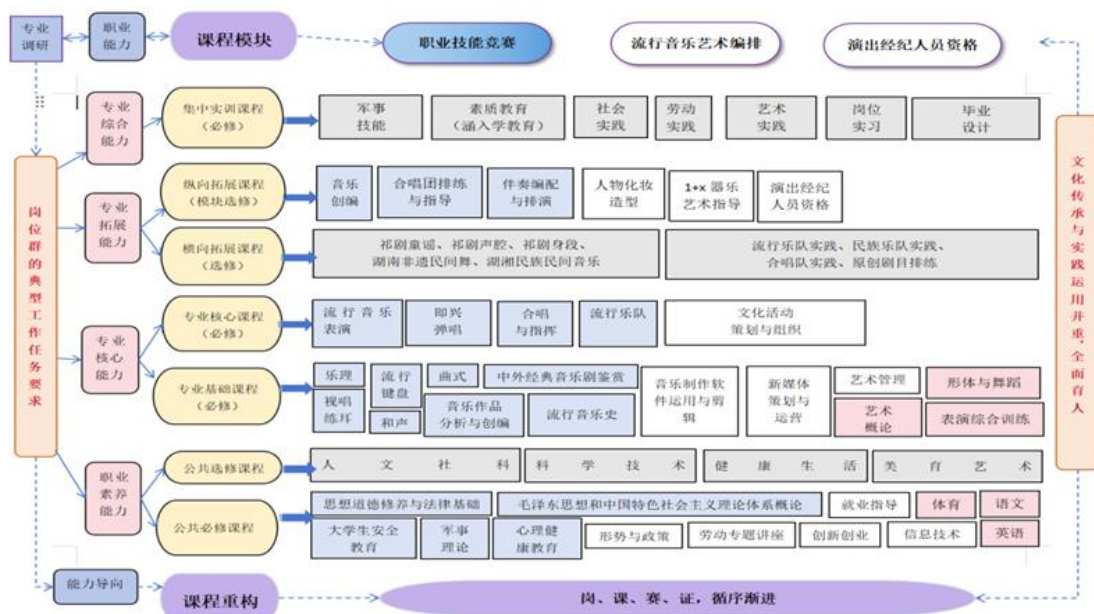 专业
调研
职业
能力
课程模块
职业技能竞赛
流行音乐艺术编排
演出经纪人员资格
岗位群的典型工作任务要求
专业
综合
能力
集中实训课程
（必修）
军事
技能
素质教育
（涵入学教育）
社会
实践
劳动
实践
艺术
实践
岗位
实习
毕业
设计
专业
拓展
能力
纵向拓展课程
（模块选修）
音乐
创编
合唱团排练
与指导
伴奏编配
与排演
人物化妆
造型
1+x 器乐
艺术指导
演出经纪
人员资格
横向拓展课程
（选修）
祁剧童谣、祁剧声腔、祁剧身段、
湖南非遗民间舞、湖湘民族民间音乐
流行乐队实践、民族乐队实践、
合唱队实践、原创剧目排练
专业
核心
能力
专业核心课程
（必修）
流行音乐
表演
即兴
弹唱
合唱
与指挥
流行乐队
文化活动
策划与组织
专业基础课程
（必修）
乐理
视唱
练耳
流行
键盘
和声
曲式
音乐作品
分析与创编
中外经典音乐剧鉴赏
流行音乐史
音乐制作软
件运用与剪
辑
新媒体
策划与
运营
艺术管理
艺术
概论
形体与舞蹈
表演综合训练
职业
素养
能力
公共选修课程
人文社科
科学技术
健康生活
美育艺术
公共必修课程
思想道德修养与法律基础
毛泽东思想和中国特色社会主义理论体系概论
就业指导
体育
语文
大学生安全
教育
军事
理论
心理健
康教育
形势与政策
劳动专题讲座
创新创业
信息技术
英语
文化传承与实践运用并重，全面育人
能力导向
课程重构
岗、课、赛、证，循序渐进